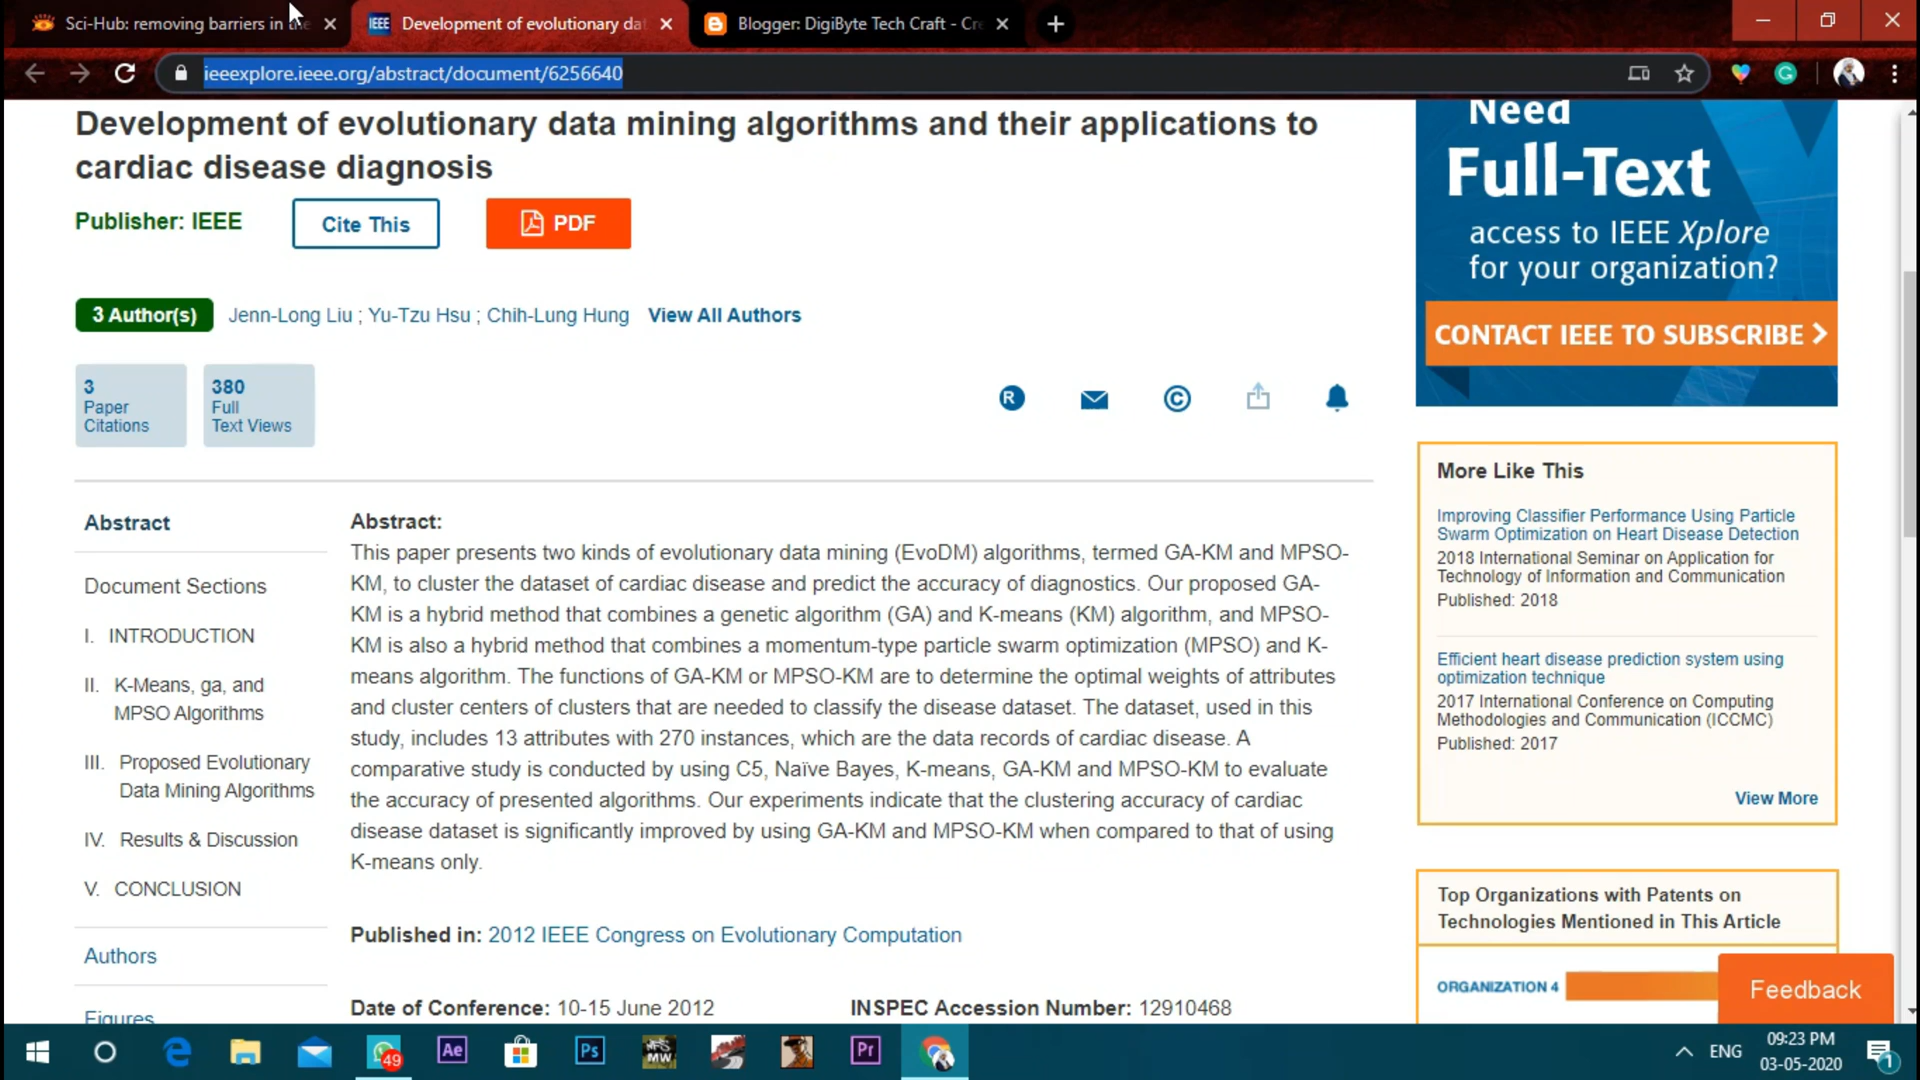 Sci-Hub: removing barriers in the
IEEE Development of evolutionary dat
Blogger: DigiByte Tech Craft - Cre
ieeexplore.ieee.org/abstract/document/6256640
Development of evolutionary data mining algorithms and their applications to
cardiac disease diagnosis
Publisher: IEEE
Cite This
PDF
3 Author(s)
Jenn-Long Liu ; Yu-Tzu Hsu ; Chih-Lung Hung
View All Authors
3
Paper
Citations
380
Full
Text Views
R
©
Abstract
Document Sections
I. INTRODUCTION
II. K-Means, ga, and
MPSO Algorithms
III. Proposed Evolutionary
Data Mining Algorithms
IV. Results & Discussion
V. CONCLUSION
Authors
Figures
Abstract:
This paper presents two kinds of evolutionary data mining (EvoDM) algorithms, termed GA-KM and MPSO-
KM, to cluster the dataset of cardiac disease and predict the accuracy of diagnostics. Our proposed GA-
KM is a hybrid method that combines a genetic algorithm (GA) and K-means (KM) algorithm, and MPSO-
KM is also a hybrid method that combines a momentum-type particle swarm optimization (MPSO) and K-
means algorithm. The functions of GA-KM or MPSO-KM are to determine the optimal weights of attributes
and cluster centers of clusters that are needed to classify the disease dataset. The dataset, used in this
study, includes 13 attributes with 270 instances, which are the data records of cardiac disease. A
comparative study is conducted by using C5, Naïve Bayes, K-means, GA-KM and MPSO-KM to evaluate
the accuracy of presented algorithms. Our experiments indicate that the clustering accuracy of cardiac
disease dataset is significantly improved by using GA-KM and MPSO-KM when compared to that of using
K-means only.
Published in: 2012 IEEE Congress on Evolutionary Computation
Date of Conference: 10-15 June 2012
INSPEC Accession Number: 12910468
Need
Full-Text
access to IEEE Xplore
for your organization?
CONTACT IEEE TO SUBSCRIBE
More Like This
Improving Classifier Performance Using Particle
Swarm Optimization on Heart Disease Detection
2018 International Seminar on Application for
Technology of Information and Communication
Published: 2018
Efficient heart disease prediction system using
optimization technique
2017 International Conference on Computing
Methodologies and Communication (ICCMC)
Published: 2017
View More
Top Organizations with Patents on
Technologies Mentioned in This Article
ORGANIZATION 4
Feedback
49
Ae
Ps
NFS
MW
Pr
ENG
09:23 PM
03-05-2020
1